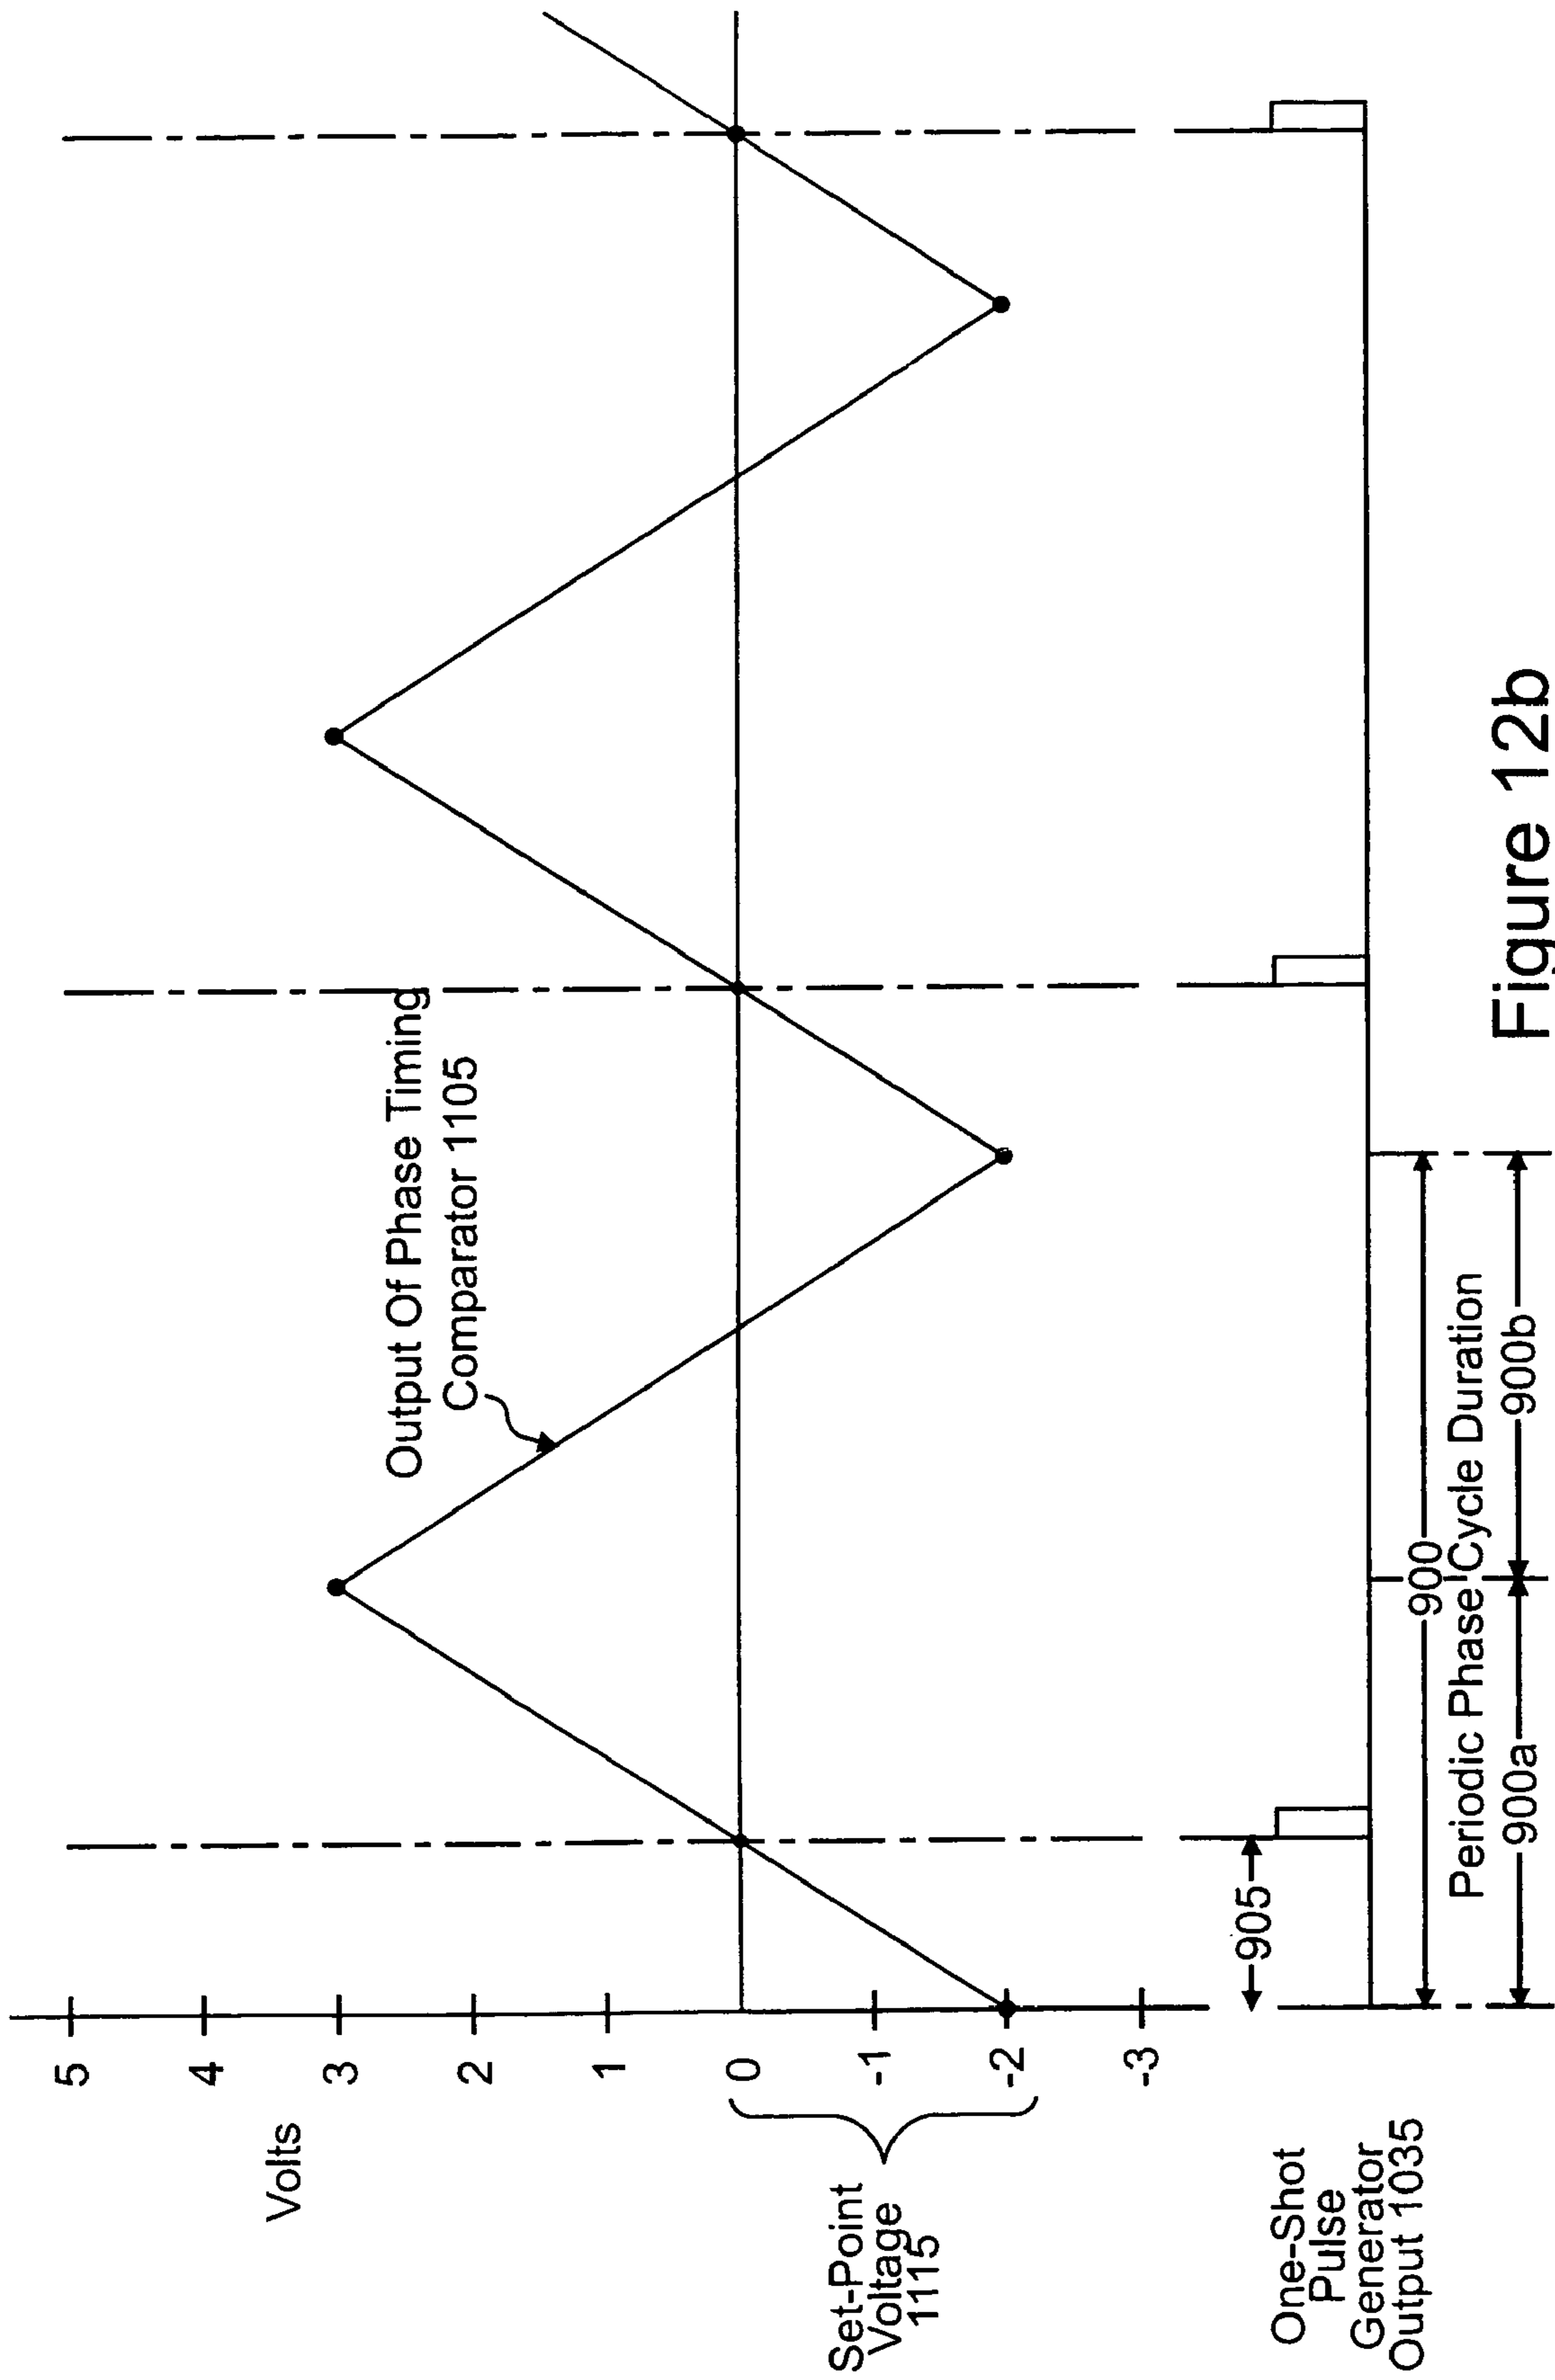 Volts
5
4
3
2
1
0
-1
-2
-3
Output Of Phase Timing
Comparator 1105
Set-Point
Voltage
1115
One-Shot
Pulse
Generator
Output 1035
905
900
Periodic Phase Cycle Duration
900a
900b
Figure 12b